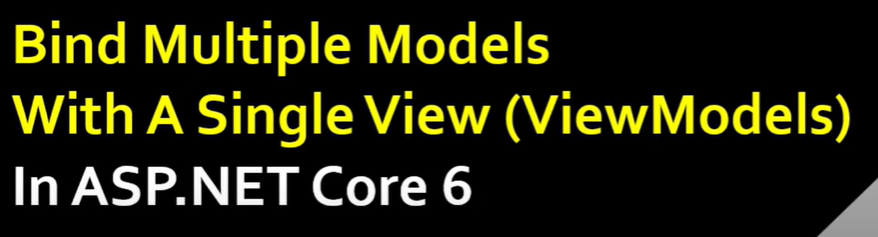 Bind Multiple Models
With A Single View (ViewModels)
In ASP.NET Core 6